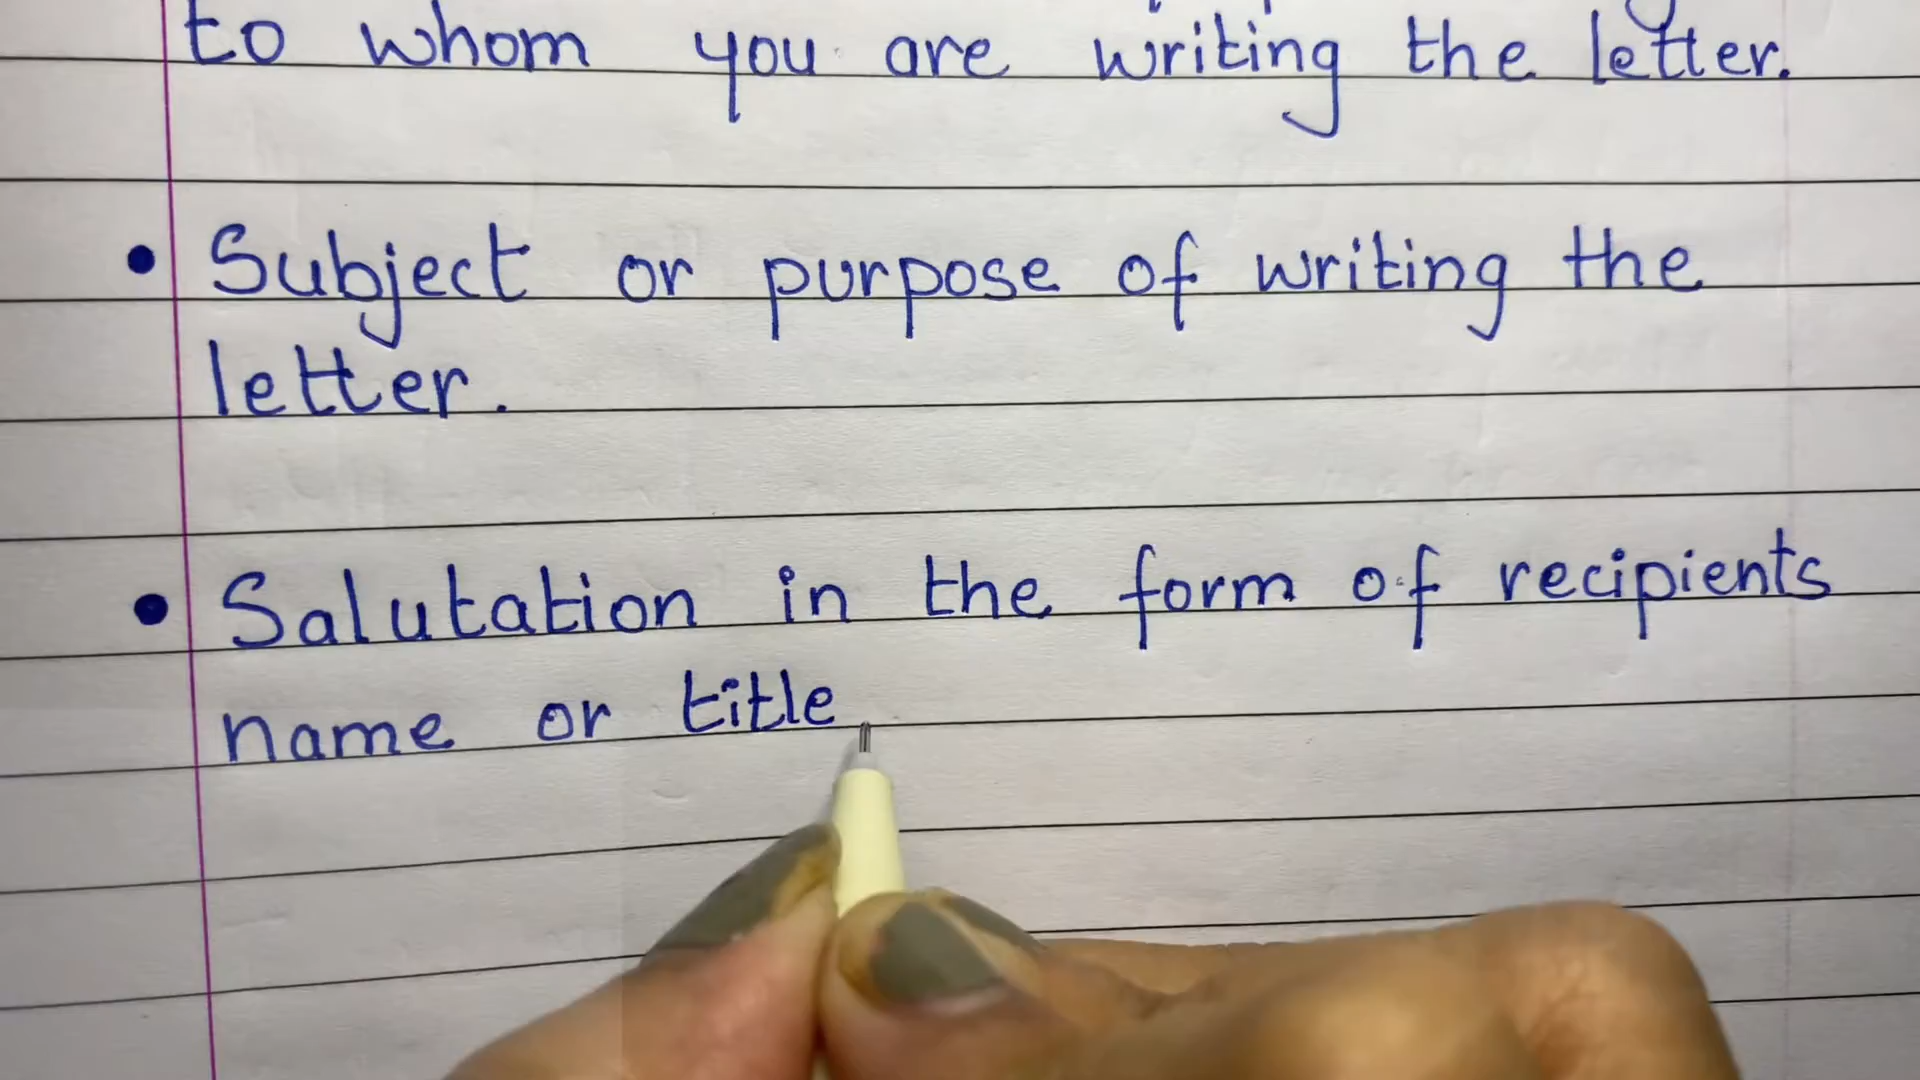 to whom you are writing the letter.
• Subject or purpose of writing the
letter.
• Salutation in the form of recipients
name or title